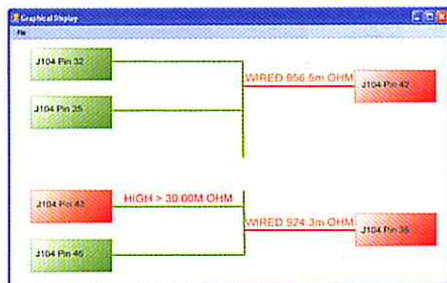 Graphical Display
File
J104 Pin 32
WIRED 956.5m OHM
J104 Pin 42
J104 Pin 25
J104 Pin 43
HIGH > 30.00M OHM
WIRED 924.3m OHM
J104 Pin 36
J104 Pin 46